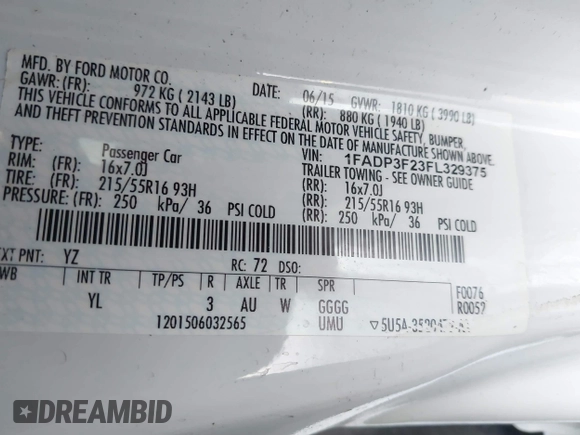 MFD. BY FORD MOTOR CO.
DATE: 06/15 GVWR: 1810 KG ( 3990 LB)
GAWR: (FR): 972 KG ( 2143 LB) (RR): 880 KG ( 1940 LB)
THIS VEHICLE CONFORMS TO ALL APPLICABLE FEDERAL MOTOR VEHICLE SAFETY, BUMPER,
AND THEFT PREVENTION STANDARDS IN EFFECT ON THE DATE OF MANUFACTURE SHOWN ABOVE.
VIN: 1FADP3F23FL329375
TYPE: Passenger Car TRAILER TOWING - SEE OWNER GUIDE
RIM: (FR): 16x7.0J (RR): 16x7.0J
TIRE: (FR): 215/55R16 93H (RR): 215/55R16 93H
PRESSURE: (FR): 250 kPa/ 36 PSI COLD (RR): 250 kPa/ 36 PSI COLD
EXT PNT: YZ RC: 72 DSO:
WB INT TR TP/PS R AXLE TR SPR F0076
YL 3 AU W GGGG R0052
1201506032565 UMU
DREAMBID